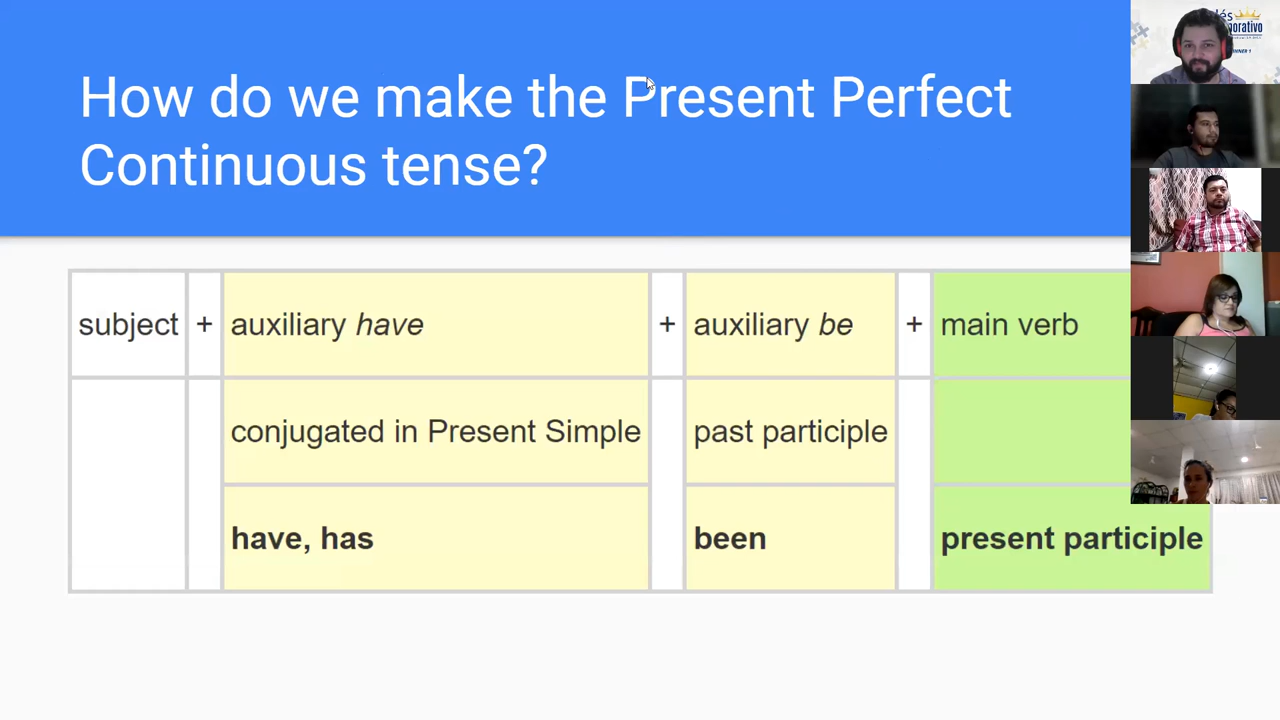 How do we make the Present Perfect
Continuous tense?
subject + auxiliary have + auxiliary be + main verb
conjugated in Present Simple past participle
have, has been present participle